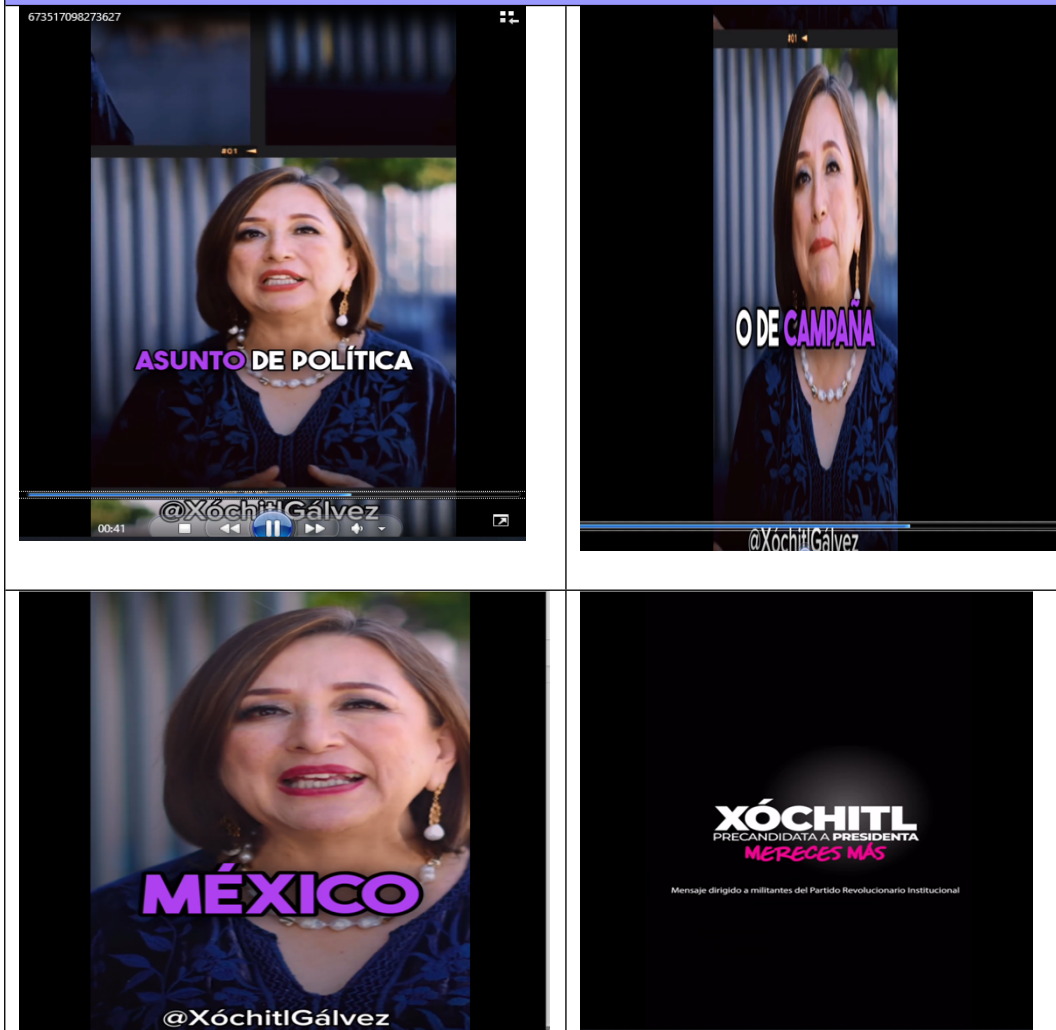 673517098273627
#01
ASUNTO DE POLÍTICA
@XóchitlGálvez
00:41
#01
O DE CAMPAÑA
@XóchitlGálvez
MÉXICO
@XóchitlGálvez
XÓCHITL
PRECANDIDATA A PRESIDENTA
MERECES MÁS
Mensaje dirigido a militantes del Partido Revolucionario Institucional